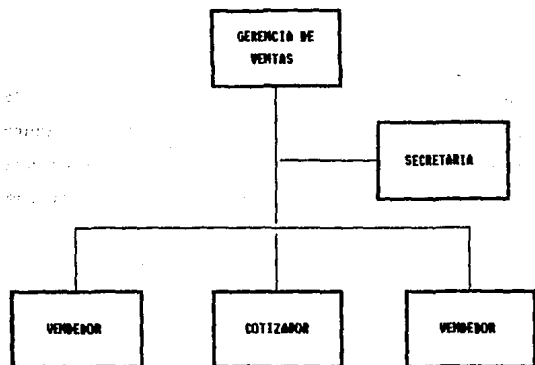 GERENCIA DE
VENTAS
SECRETARIA
VENDEDOR
COTIZADOR
VENDEDOR